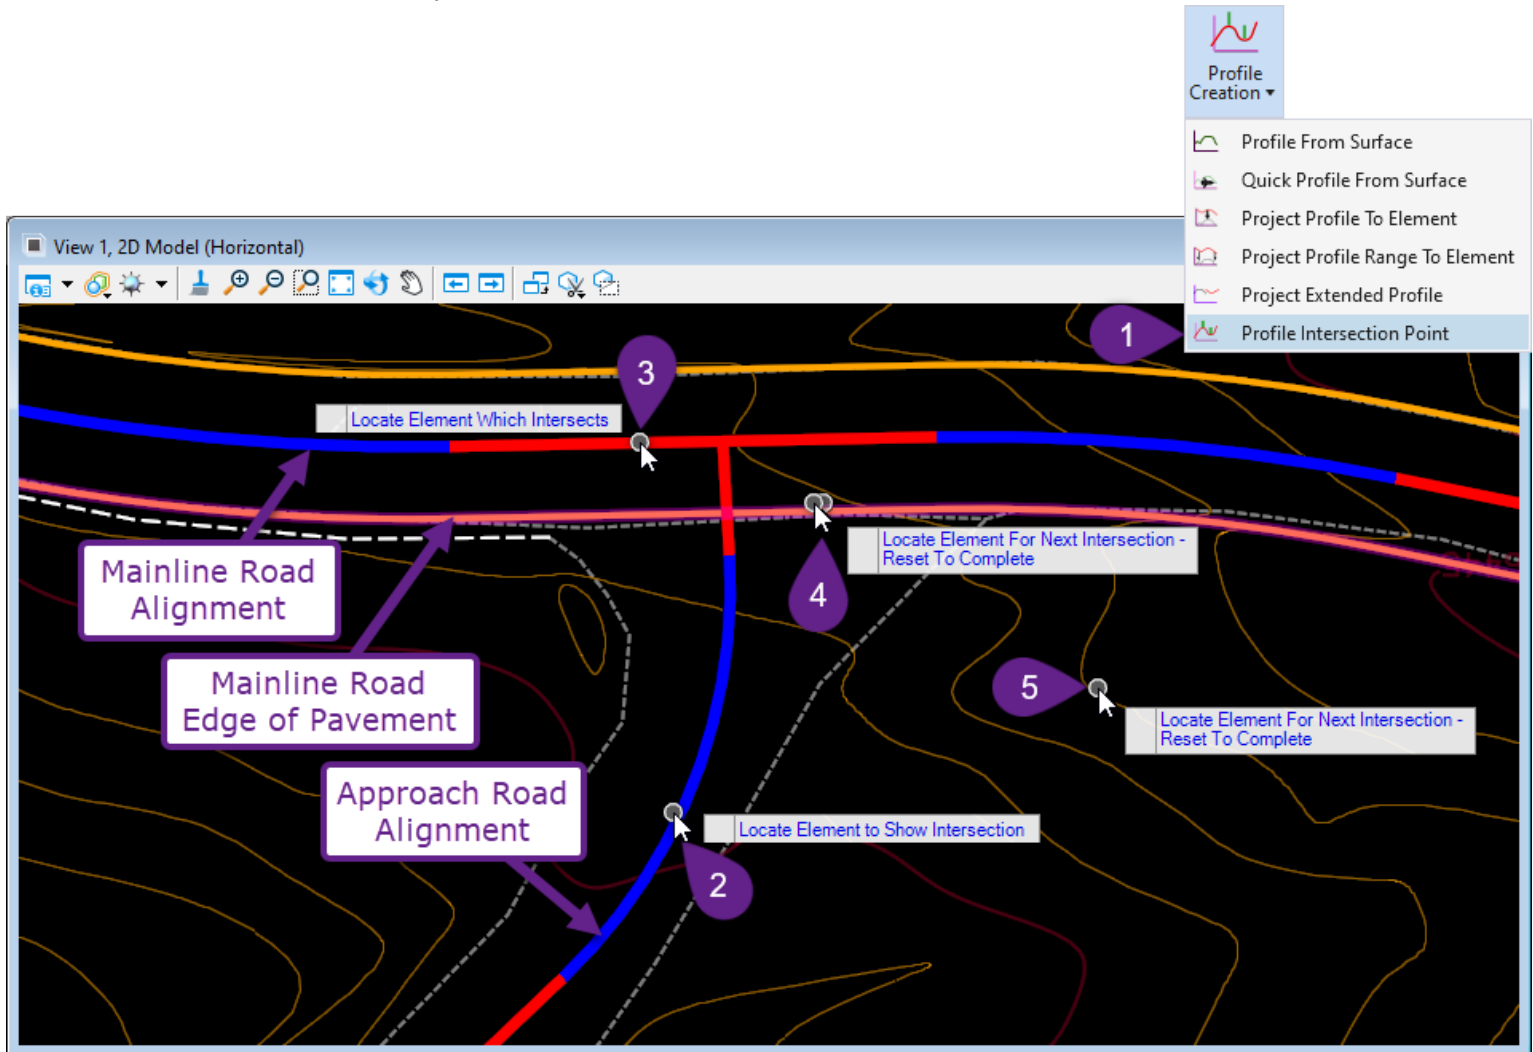 Profile
Creation
Profile From Surface
Quick Profile From Surface
Project Profile To Element
Project Profile Range To Element
Project Extended Profile
Profile Intersection Point
View 1, 2D Model (Horizontal)
1
3
Locate Element Which Intersects
Locate Element For Next Intersection -
Reset To Complete
4
Mainline Road
Alignment
Mainline Road
Edge of Pavement
5
Locate Element For Next Intersection -
Reset To Complete
Approach Road
Alignment
Locate Element to Show Intersection
2